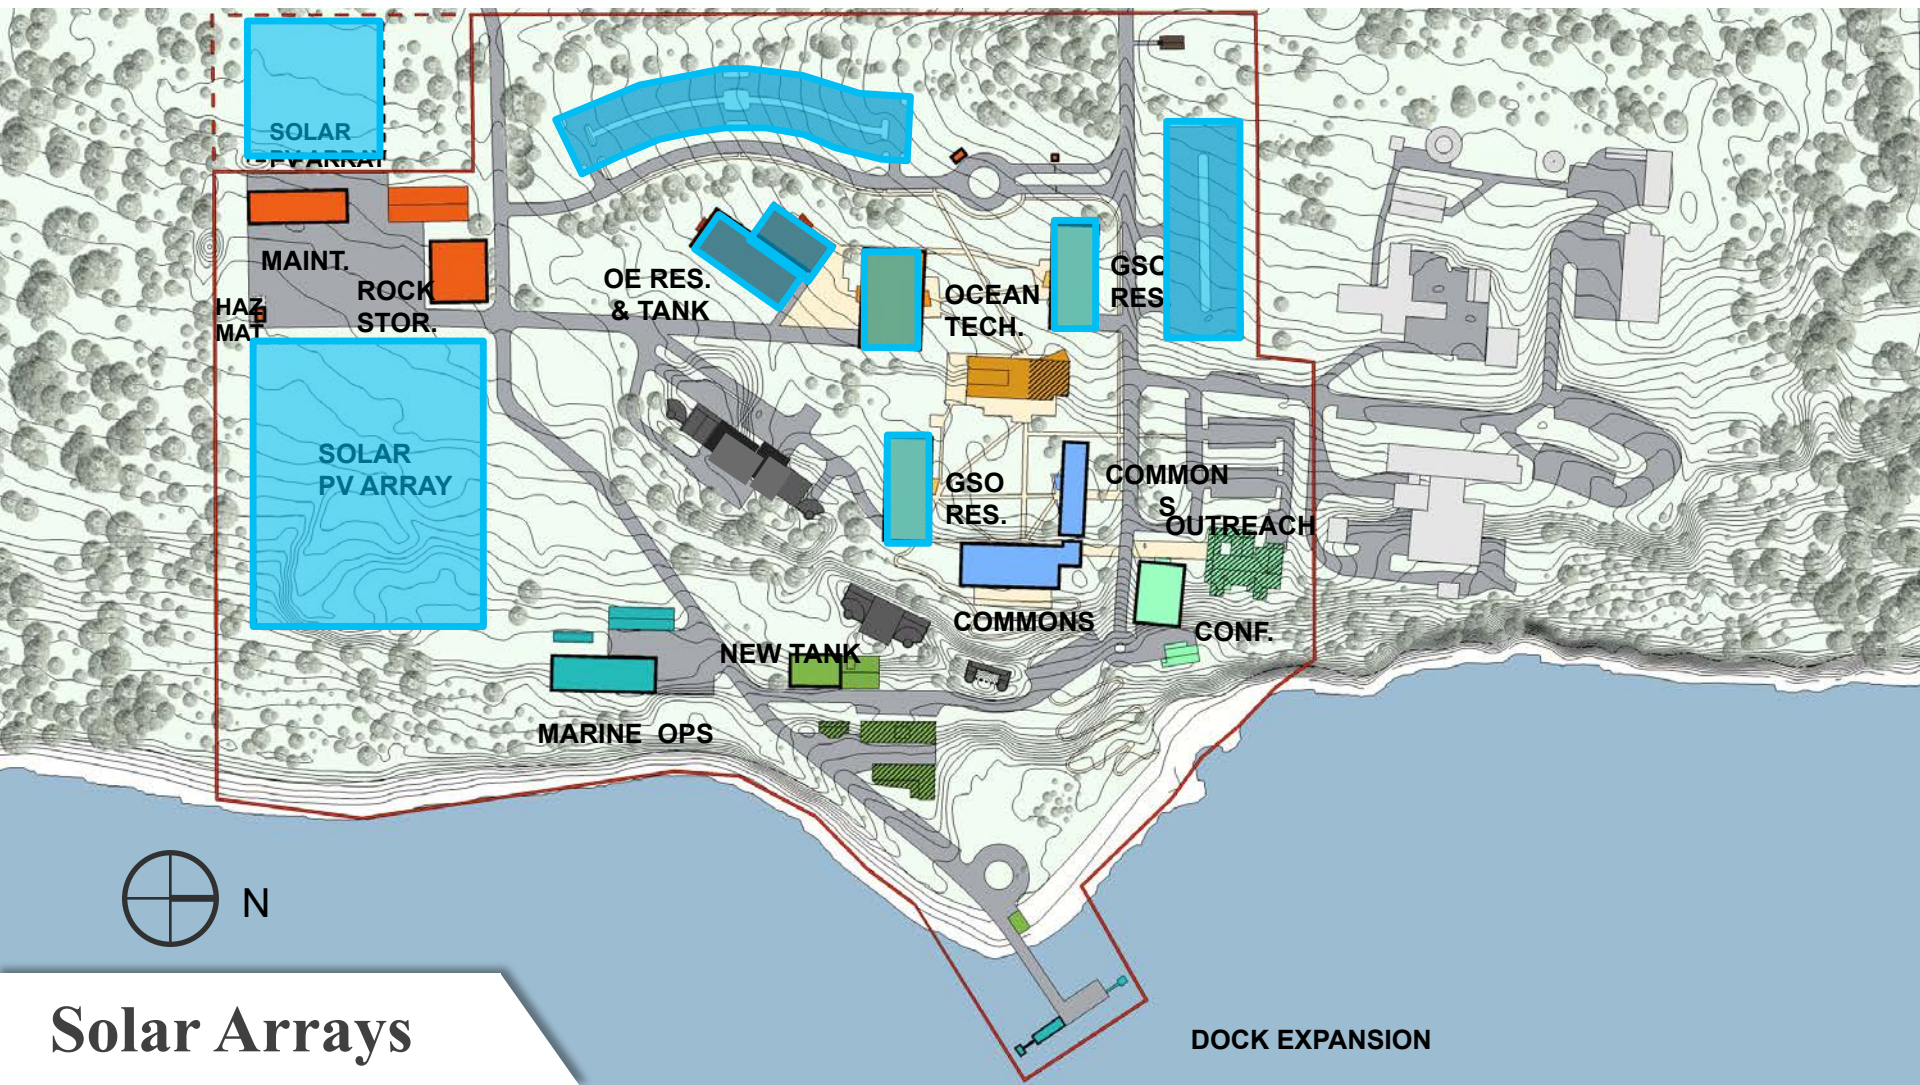 SOLAR
PV ARRAY
MAINT.
ROCK
STOR.
HAZ
MAT
OE RES.
& TANK
OCEAN
TECH.
GSO
RES
SOLAR
PV ARRAY
GSO
RES.
COMMON
S
OUTREACH
COMMONS
CONF.
NEW TANK
MARINE OPS
N
Solar Arrays
DOCK EXPANSION